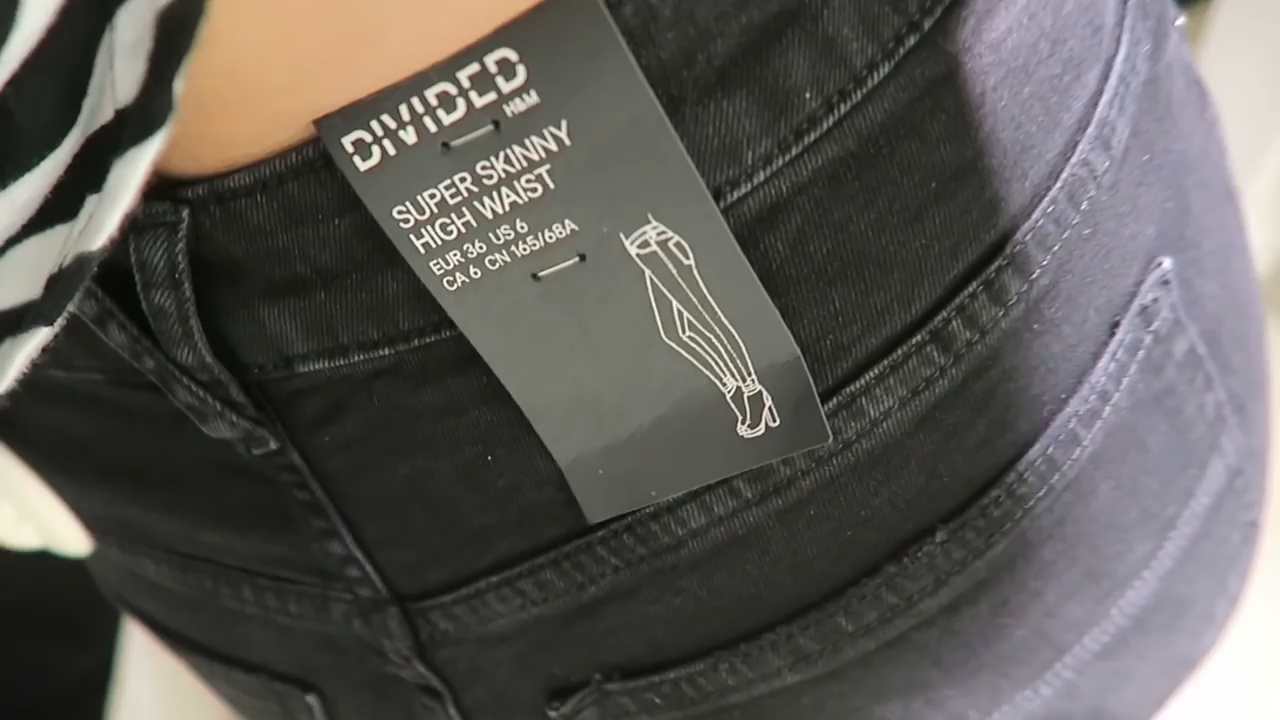 DIVIDED
H&M
SUPER SKINNY
HIGH WAIST
EUR 36 US 6
CA 6 CN 165/68A